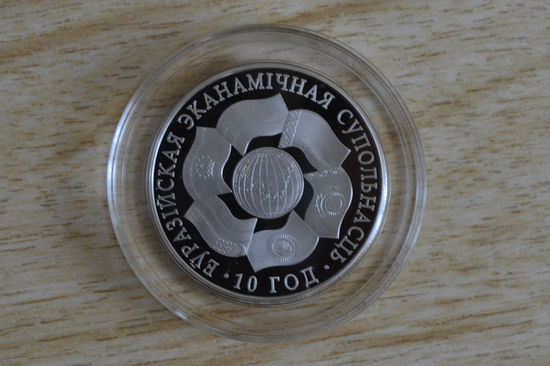 ЕЎРАЗІЙСКАЯ ЭКАНАМІЧНАЯ СУПОЛЬНАСЦЬ
· 10 ГОД ·